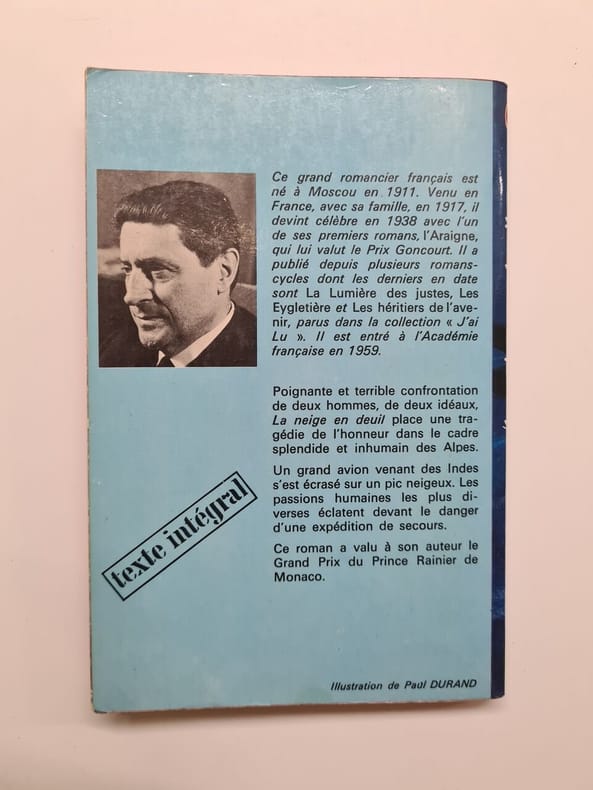 Ce grand romancier français est
né à Moscou en 1911. Venu en
France, avec sa famille, en 1917, il
devint célèbre en 1938 avec l'un
de ses premiers romans, l'Araigne,
qui lui valut le Prix Goncourt. Il a
publié depuis plusieurs romans-
cycles dont les derniers en date
sont La Lumière des justes, Les
Eygletière et Les héritiers de l'ave-
nir, parus dans la collection « J'ai
Lu ». Il est entré à l'Académie
française en 1959.
Poignante et terrible confrontation
de deux hommes, de deux idéaux,
La neige en deuil place une tra-
gédie de l'honneur dans le cadre
splendide et inhumain des Alpes.
Un grand avion venant des Indes
s'est écrasé sur un pic neigeux. Les
passions humaines les plus di-
verses éclatent devant le danger
d'une expédition de secours.
Ce roman a valu à son auteur le
Grand Prix du Prince Rainier de
Monaco.
texte intégral
Illustration de Paul DURAND